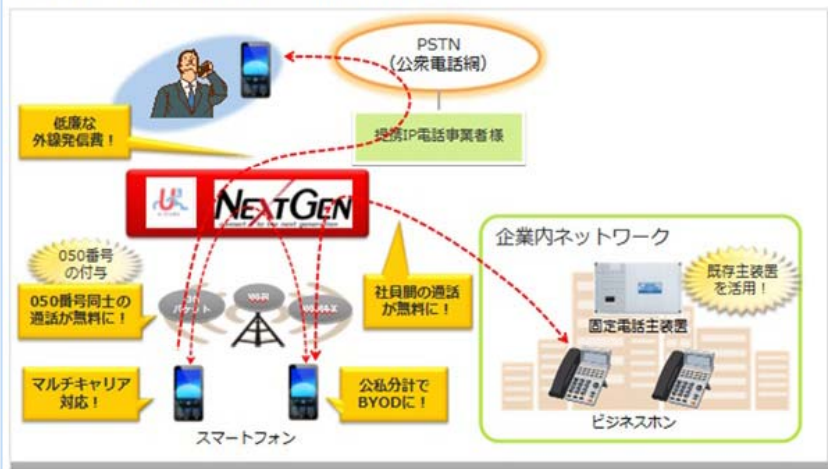 PSTN
(公衆電話網)
低廉な
外線発信費！
提携IP電話事業者様
NEXTGEN
企業内ネットワーク
050番号
の付与
既存主装置
を活用！
050番号同士の
通話が無料に！
パケット
社員間の通話
が無料に！
固定電話主装置
マルチキャリア
対応！
公私分計で
BYODに！
スマートフォン
ビジネスホン